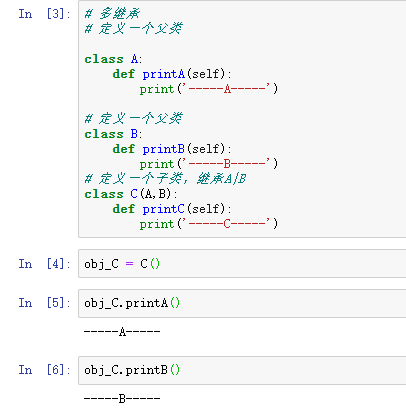 In [3]:
# 多继承
# 定义一个父类
class A:
def printA(self):
print('-----A-----')
# 定义一个父类
class B:
def printB(self):
print('-----B-----')
# 定义一个子类，继承A|B
class C(A,B):
def printC(self):
print('-----C-----')
In [4]: obj_C = C()
In [5]: obj_C.printA()
-----A-----
In [6]: obj_C.printB()
-----B-----